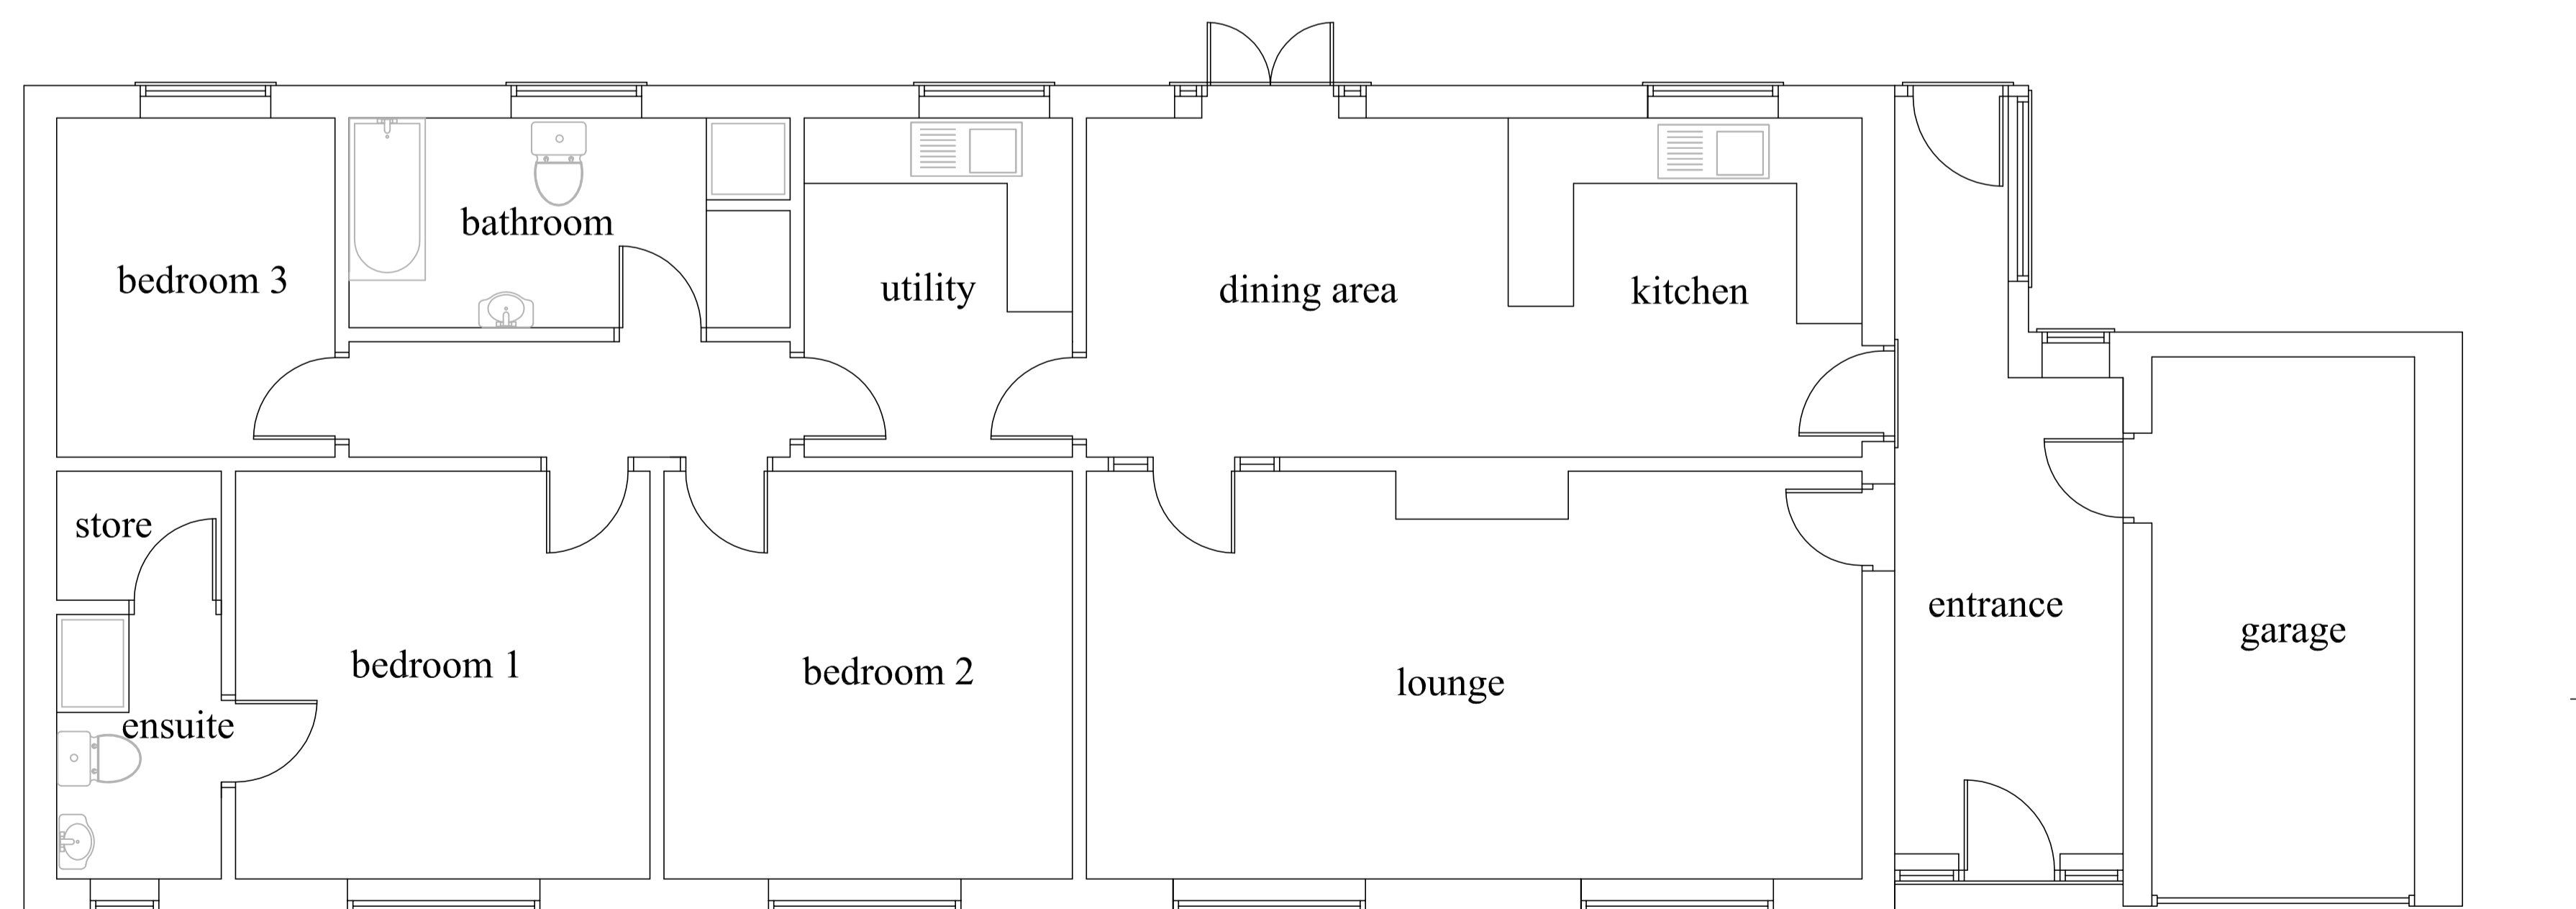 bedroom 3
bathroom
utility
dining area
kitchen
store
ensuite
bedroom 1
bedroom 2
lounge
entrance
garage